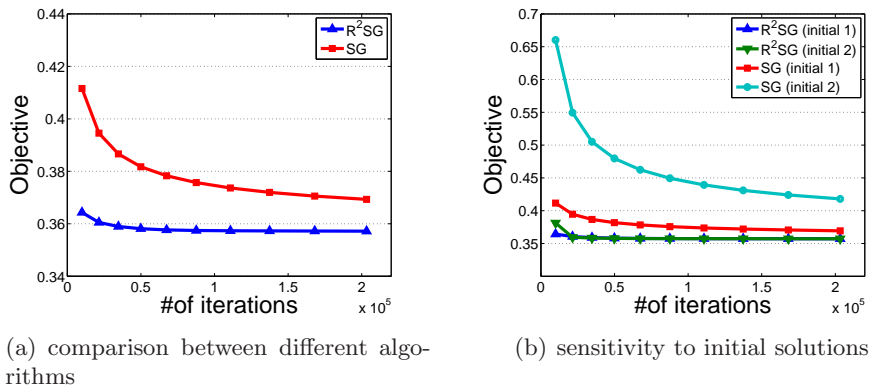 0.44
0.42
0.4
0.38
0.36
0.34
Objective
R²SG
SG
0
0.5
1
1.5
2
x 10⁵
#of iterations
(a) comparison between different algo-
rithms
0.7
0.65
0.6
0.55
0.5
0.45
0.4
0.35
Objective
R²SG (initial 1)
R²SG (initial 2)
SG (initial 1)
SG (initial 2)
0
0.5
1
1.5
2
x 10⁵
#of iterations
(b) sensitivity to initial solutions